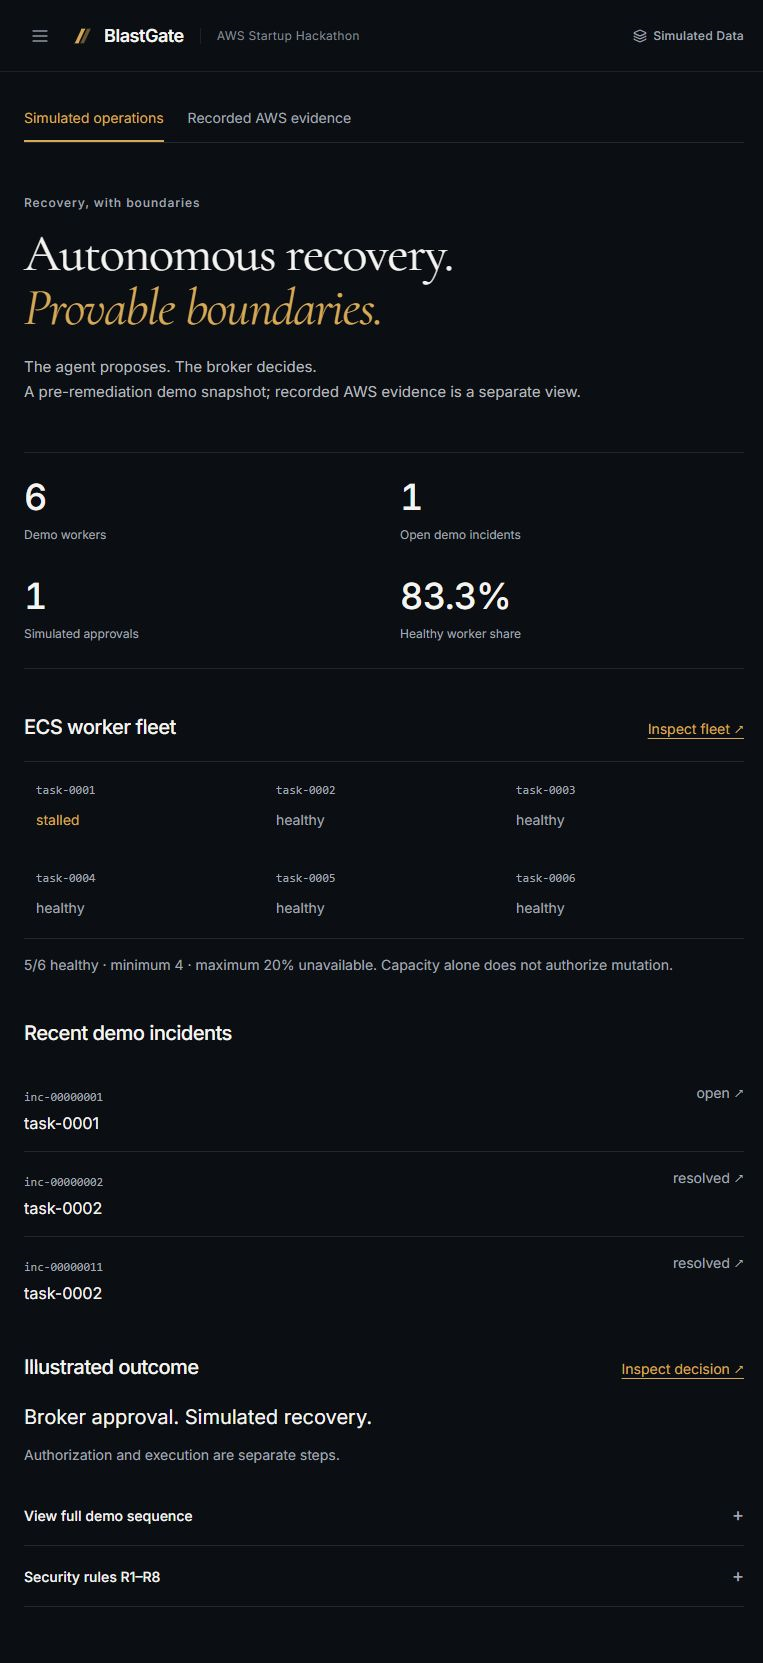 BlastGate
AWS Startup Hackathon
Simulated Data
Simulated operations
Recorded AWS evidence
Recovery, with boundaries
Autonomous recovery.
Provable boundaries.
The agent proposes. The broker decides.
A pre-remediation demo snapshot; recorded AWS evidence is a separate view.
6
Demo workers
1
Open demo incidents
1
Simulated approvals
83.3%
Healthy worker share
ECS worker fleet
Inspect fleet ↗
task-0001
stalled
task-0002
healthy
task-0003
healthy
task-0004
healthy
task-0005
healthy
task-0006
healthy
5/6 healthy · minimum 4 · maximum 20% unavailable. Capacity alone does not authorize mutation.
Recent demo incidents
inc-00000001
task-0001
open ↗
inc-00000002
task-0002
resolved ↗
inc-00000011
task-0002
resolved ↗
Illustrated outcome
Inspect decision ↗
Broker approval. Simulated recovery.
Authorization and execution are separate steps.
View full demo sequence +
Security rules R1–R8 +